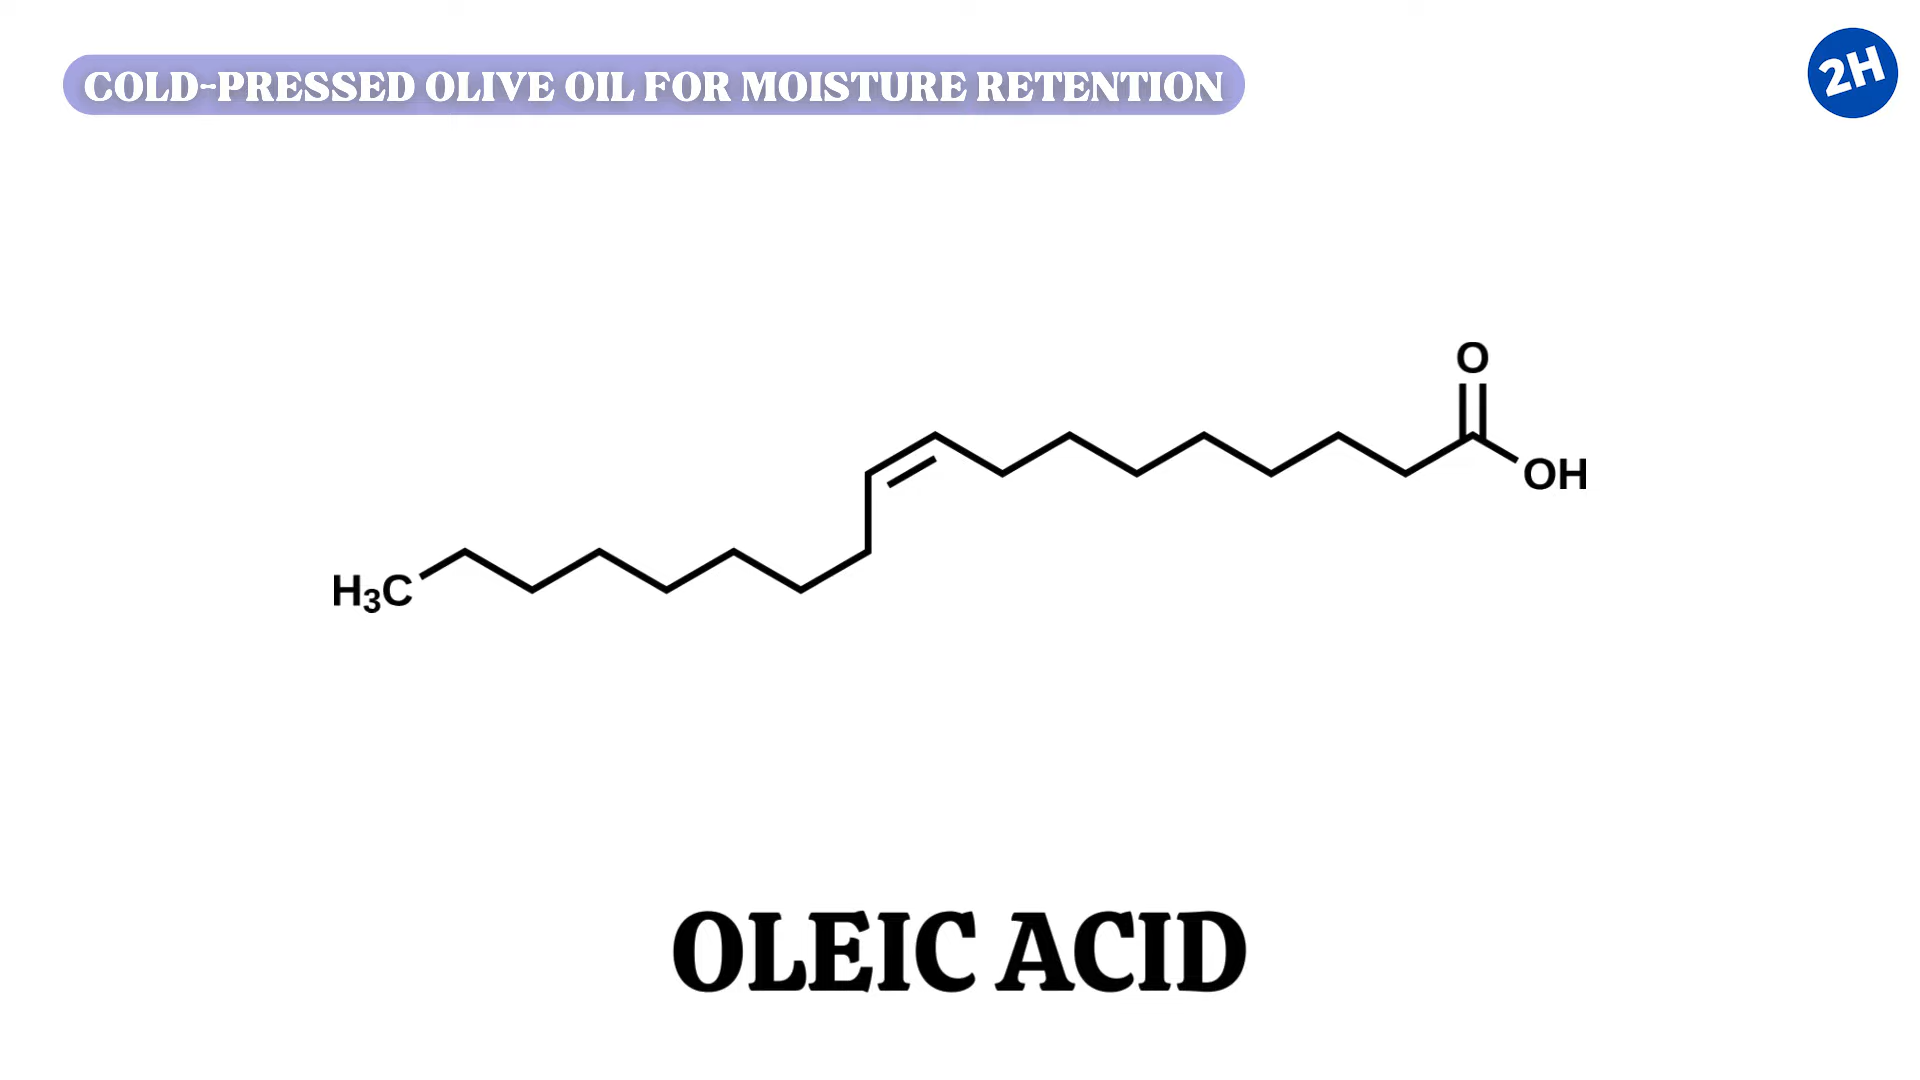 COLD-PRESSED OLIVE OIL FOR MOISTURE RETENTION
2H
O
OH
H₃C
OLEIC ACID